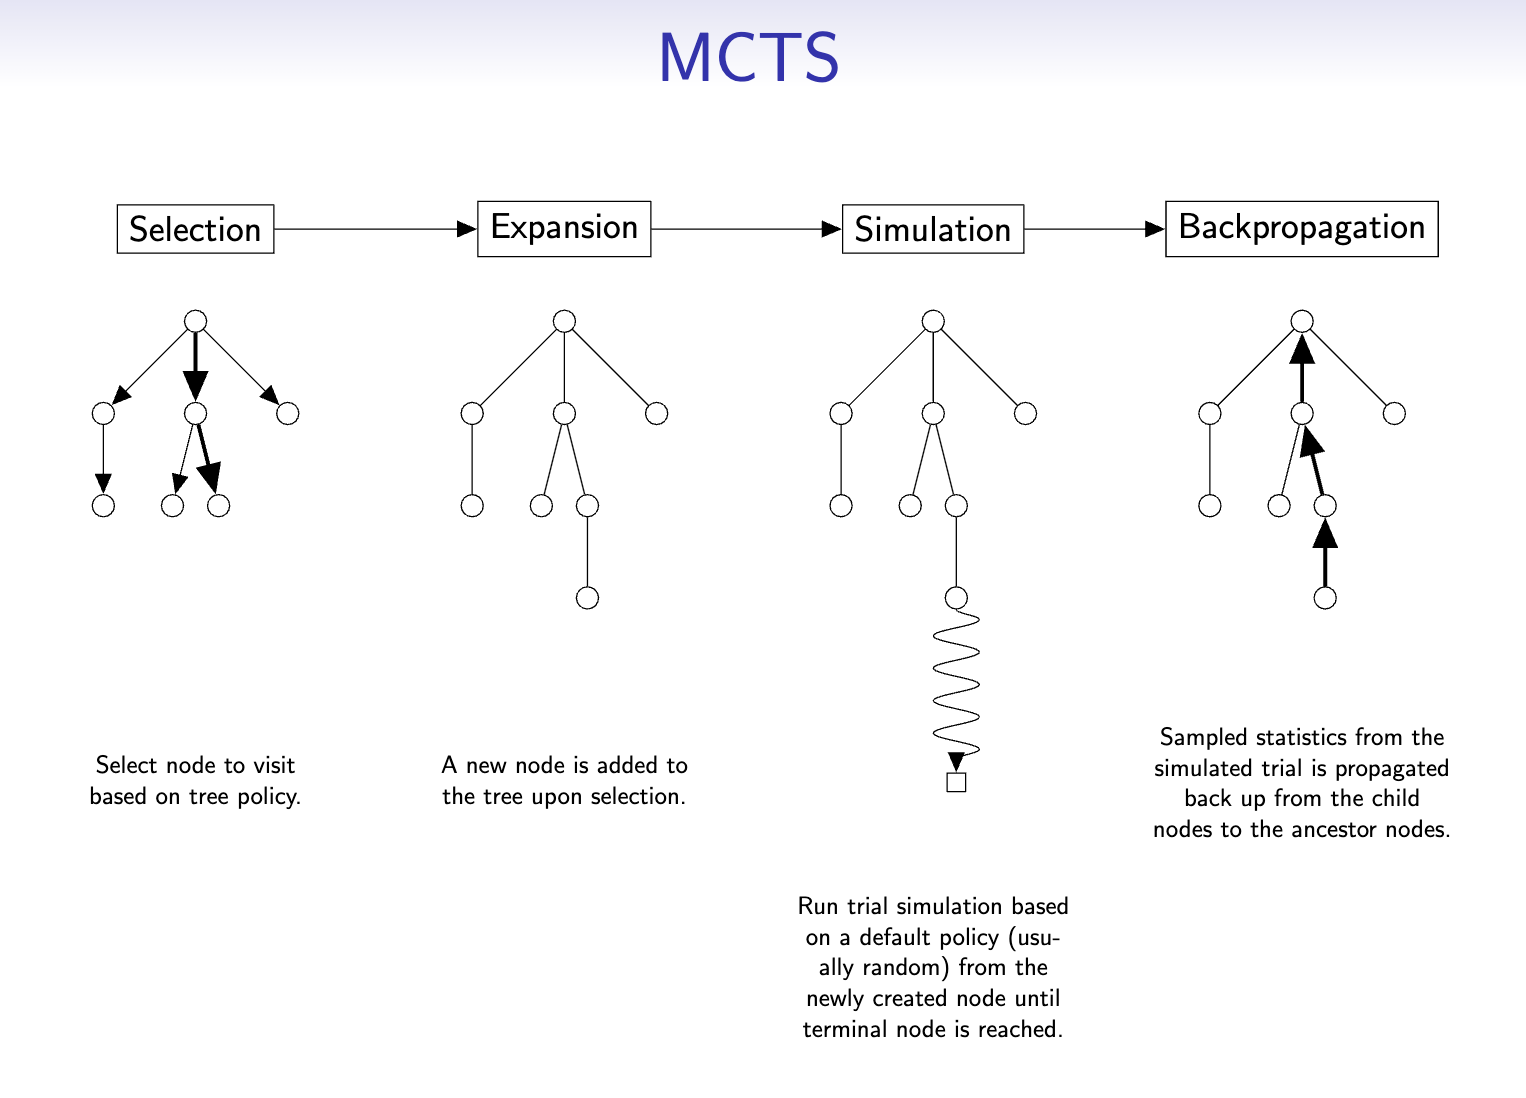 MCTS
Selection
Expansion
Simulation
Backpropagation
Select node to visit
based on tree policy.
A new node is added to
the tree upon selection.
Run trial simulation based
on a default policy (usu-
ally random) from the
newly created node until
terminal node is reached.
Sampled statistics from the
simulated trial is propagated
back up from the child
nodes to the ancestor nodes.